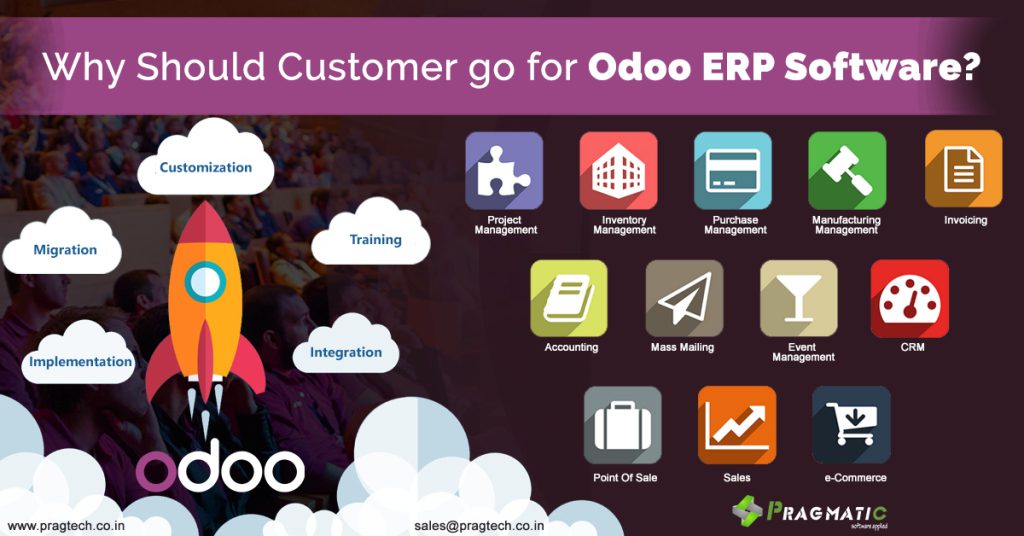 Why Should Customer go for Odoo ERP Software?
Customization
Migration
Training
Implementation
Integration
odoo
Project
Management
Inventory
Management
Purchase
Management
Manufacturing
Management
Invoicing
Accounting
Mass Mailing
Event
Management
CRM
Point Of Sale
Sales
e-Commerce
www.pragtech.co.in
sales@pragtech.co.in
PRAGMATIC
software applied